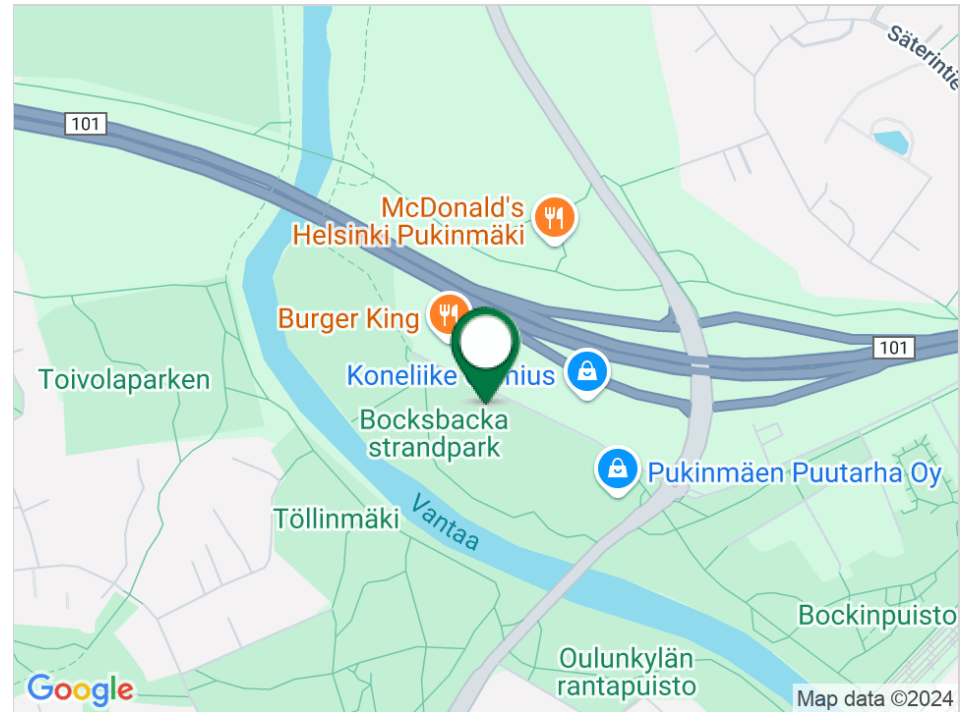 Säterintie
101
McDonald's
Helsinki Pukinmäki
Burger King
101
Koneliike
Toivolaparken
Bocksbacka
strandpark
Pukinmäen Puutarha Oy
Töllinmäki
Vantaa
Bockinpuisto
Oulunkylän
rantapuisto
Google
Map data ©2024